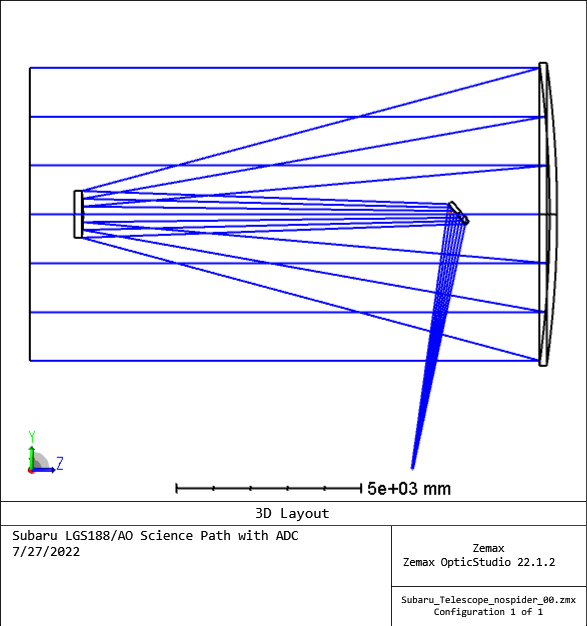 Y
Z
5e+03 mm
3D Layout
Subaru LGS188/AO Science Path with ADC
7/27/2022
Zemax
Zemax OpticStudio 22.1.2
Subaru_Telescope_nospider_00.zmx
Configuration 1 of 1